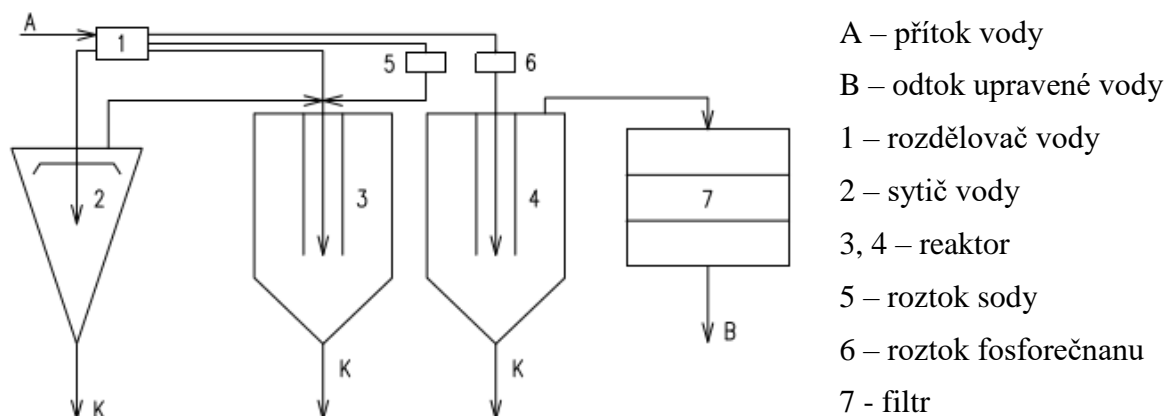 A
1
5
6
2
3
4
7
K
K
K
B
A – přítok vody
B – odtok upravené vody
1 – rozdělovač vody
2 – sytič vody
3, 4 – reaktor
5 – roztok sody
6 – roztok fosforečnanu
7 - filtr